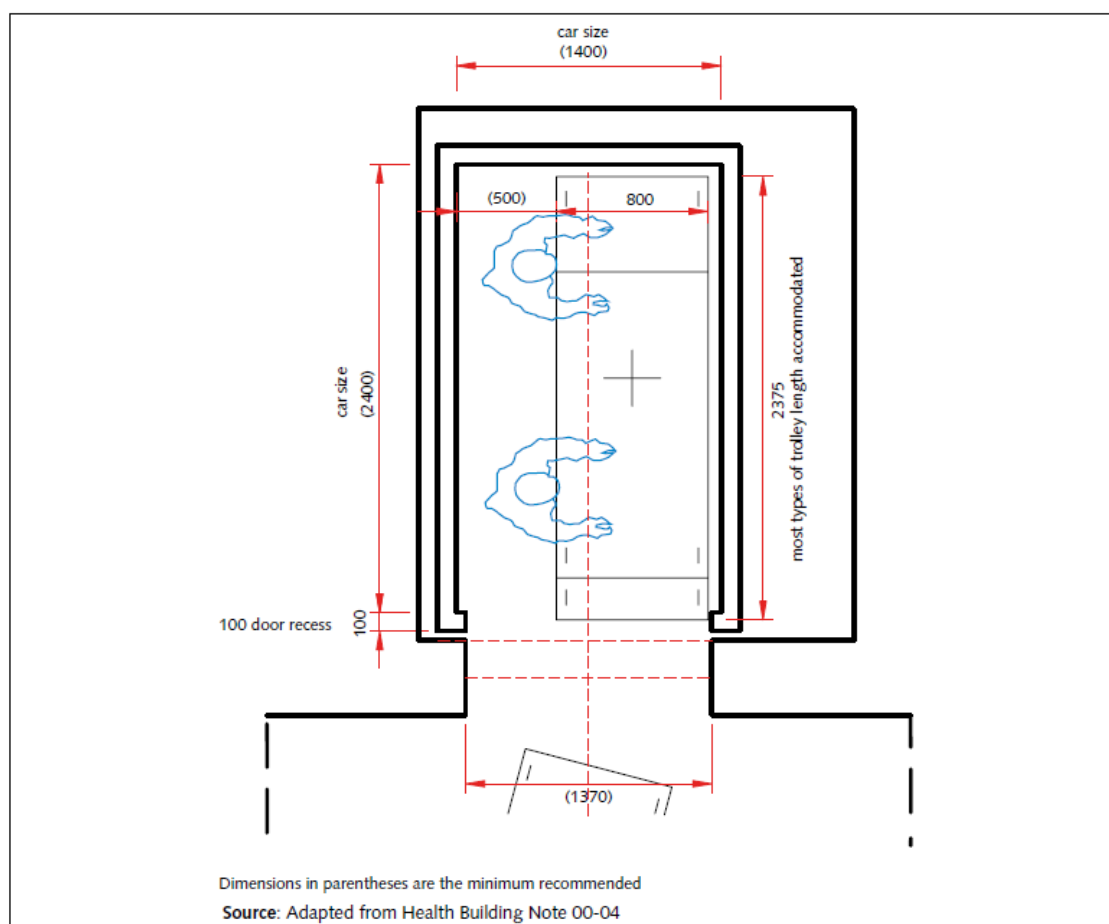 car size
(1400)
(500)
800
car size
(2400)
2375
most types of trolley length accommodated
100 door recess
100
(1370)
Dimensions in parentheses are the minimum recommended
Source: Adapted from Health Building Note 00-04